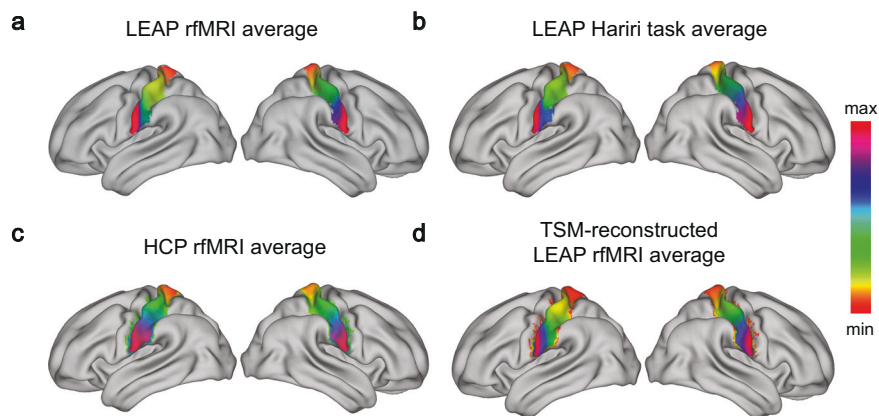 a
LEAP rfMRI average
b
LEAP Hariri task average
max
min
c
HCP rfMRI average
d
TSM-reconstructed
LEAP rfMRI average